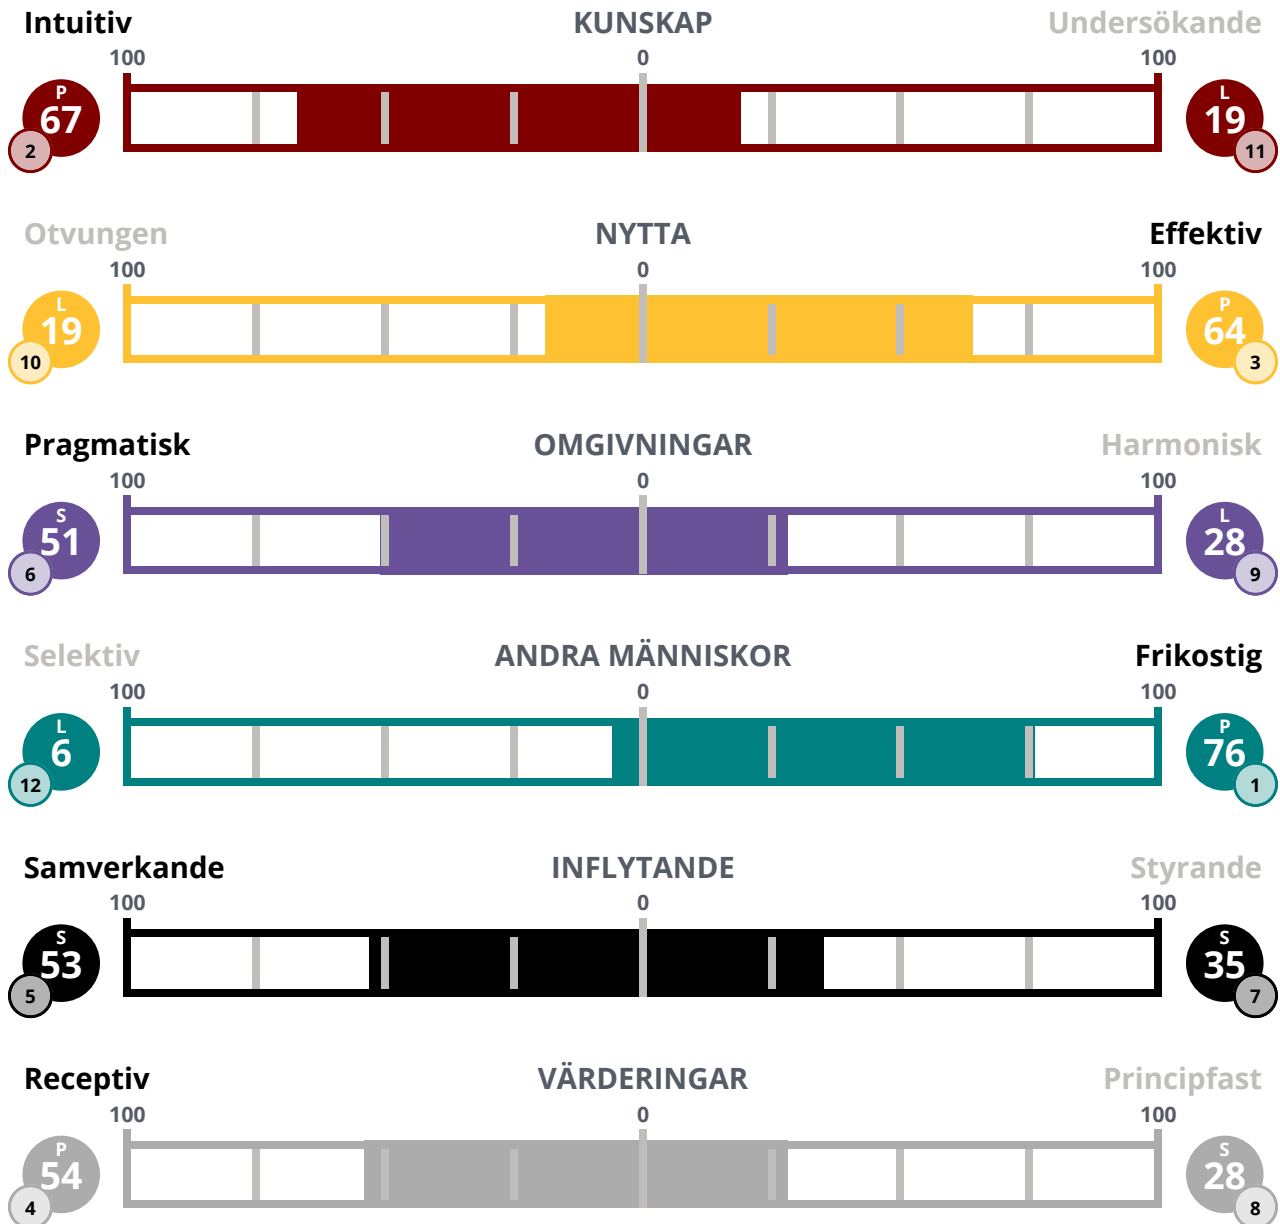 Intuitiv KUNSKAP Undersökande
100 0 100
P L
67 19
2 11
Otvungen NYTTA Effektiv
100 0 100
L P
19 64
10 3
Pragmatisk OMGIVNINGAR Harmonisk
100 0 100
S L
51 28
6 9
Selektiv ANDRA MÄNNISKOR Frikostig
100 0 100
L P
6 76
12 1
Samverkande INFLYTANDE Styrande
100 0 100
S S
53 35
5 7
Receptiv VÄRDERINGAR Principfast
100 0 100
P S
54 28
4 8